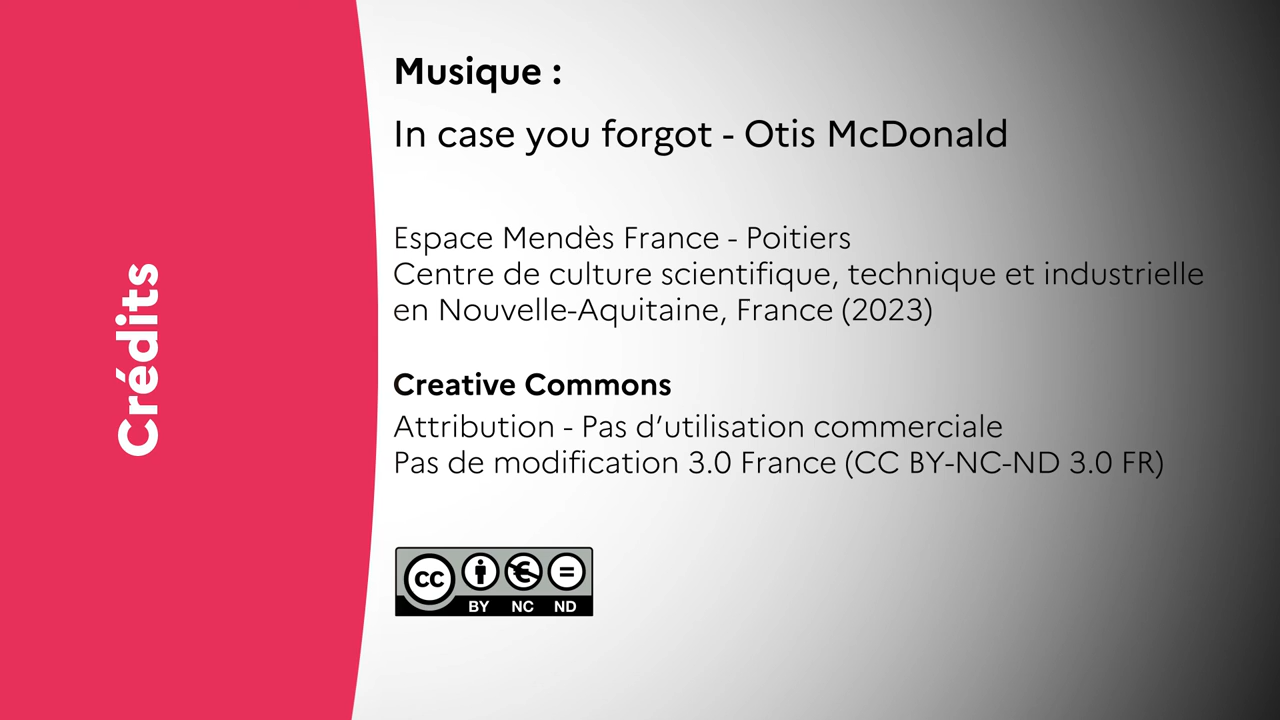 Crédits
Musique :
In case you forgot - Otis McDonald
Espace Mendès France - Poitiers
Centre de culture scientifique, technique et industrielle
en Nouvelle-Aquitaine, France (2023)
Creative Commons
Attribution - Pas d’utilisation commerciale
Pas de modification 3.0 France (CC BY-NC-ND 3.0 FR)
CC
BY NC ND